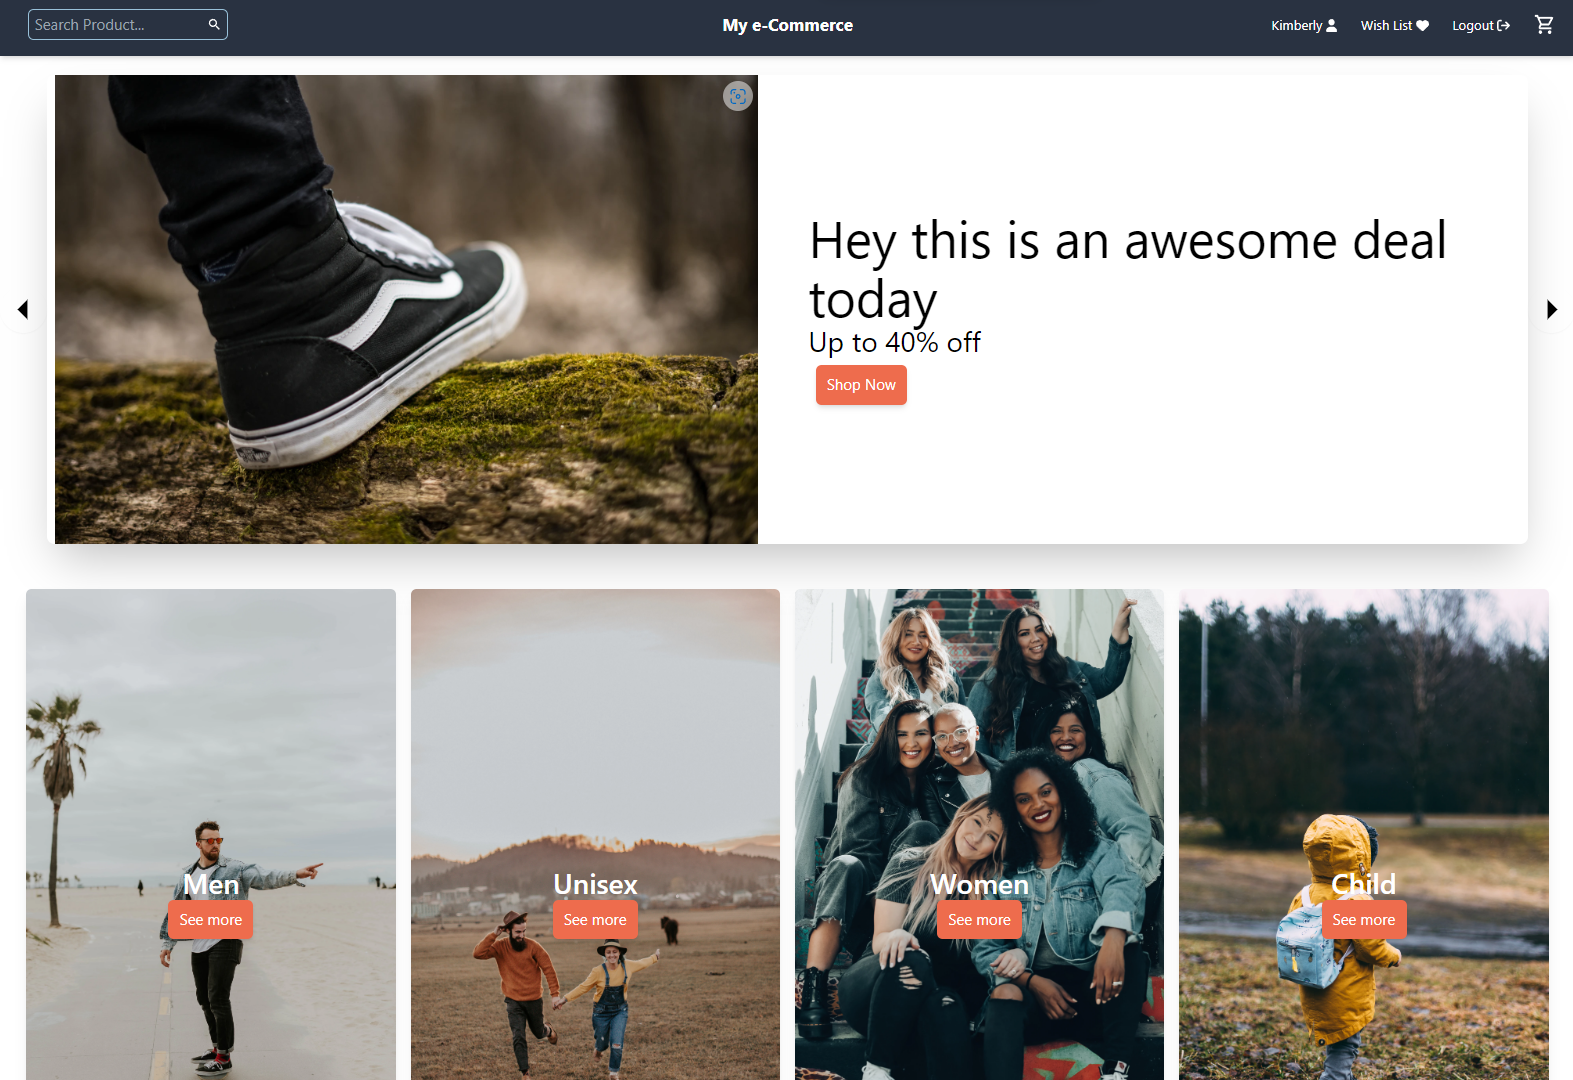 Search Product...
My e-Commerce
Kimberly
Wish List
Logout
Hey this is an awesome deal
today
Up to 40% off
Shop Now
Men
See more
Unisex
See more
Women
See more
Child
See more